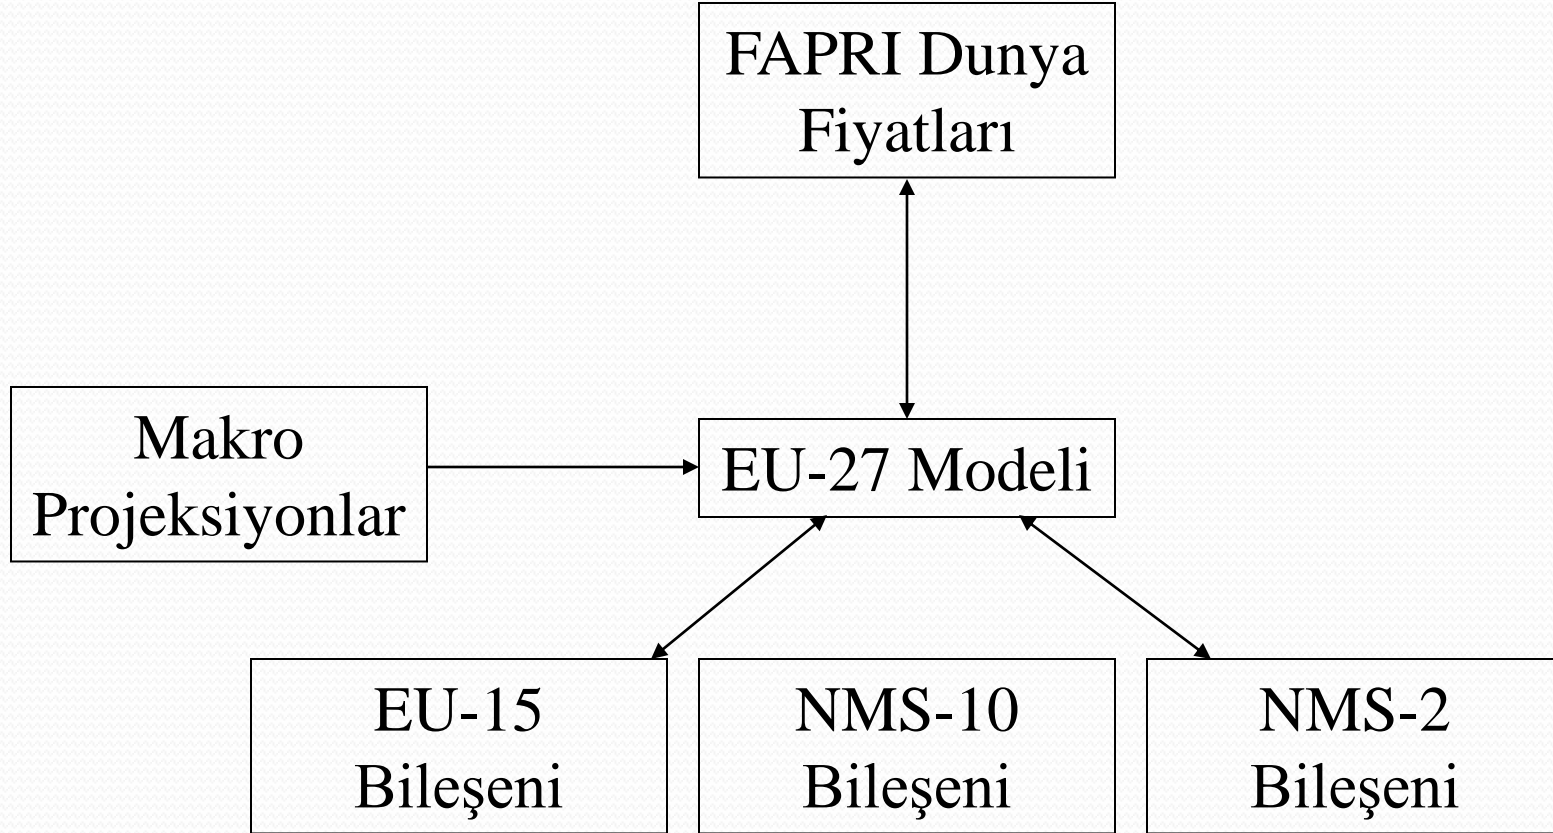 FAPRI Dunya
Fiyatları
Makro
Projeksiyonlar
EU-27 Modeli
EU-15
Bileşeni
NMS-10
Bileşeni
NMS-2
Bileşeni